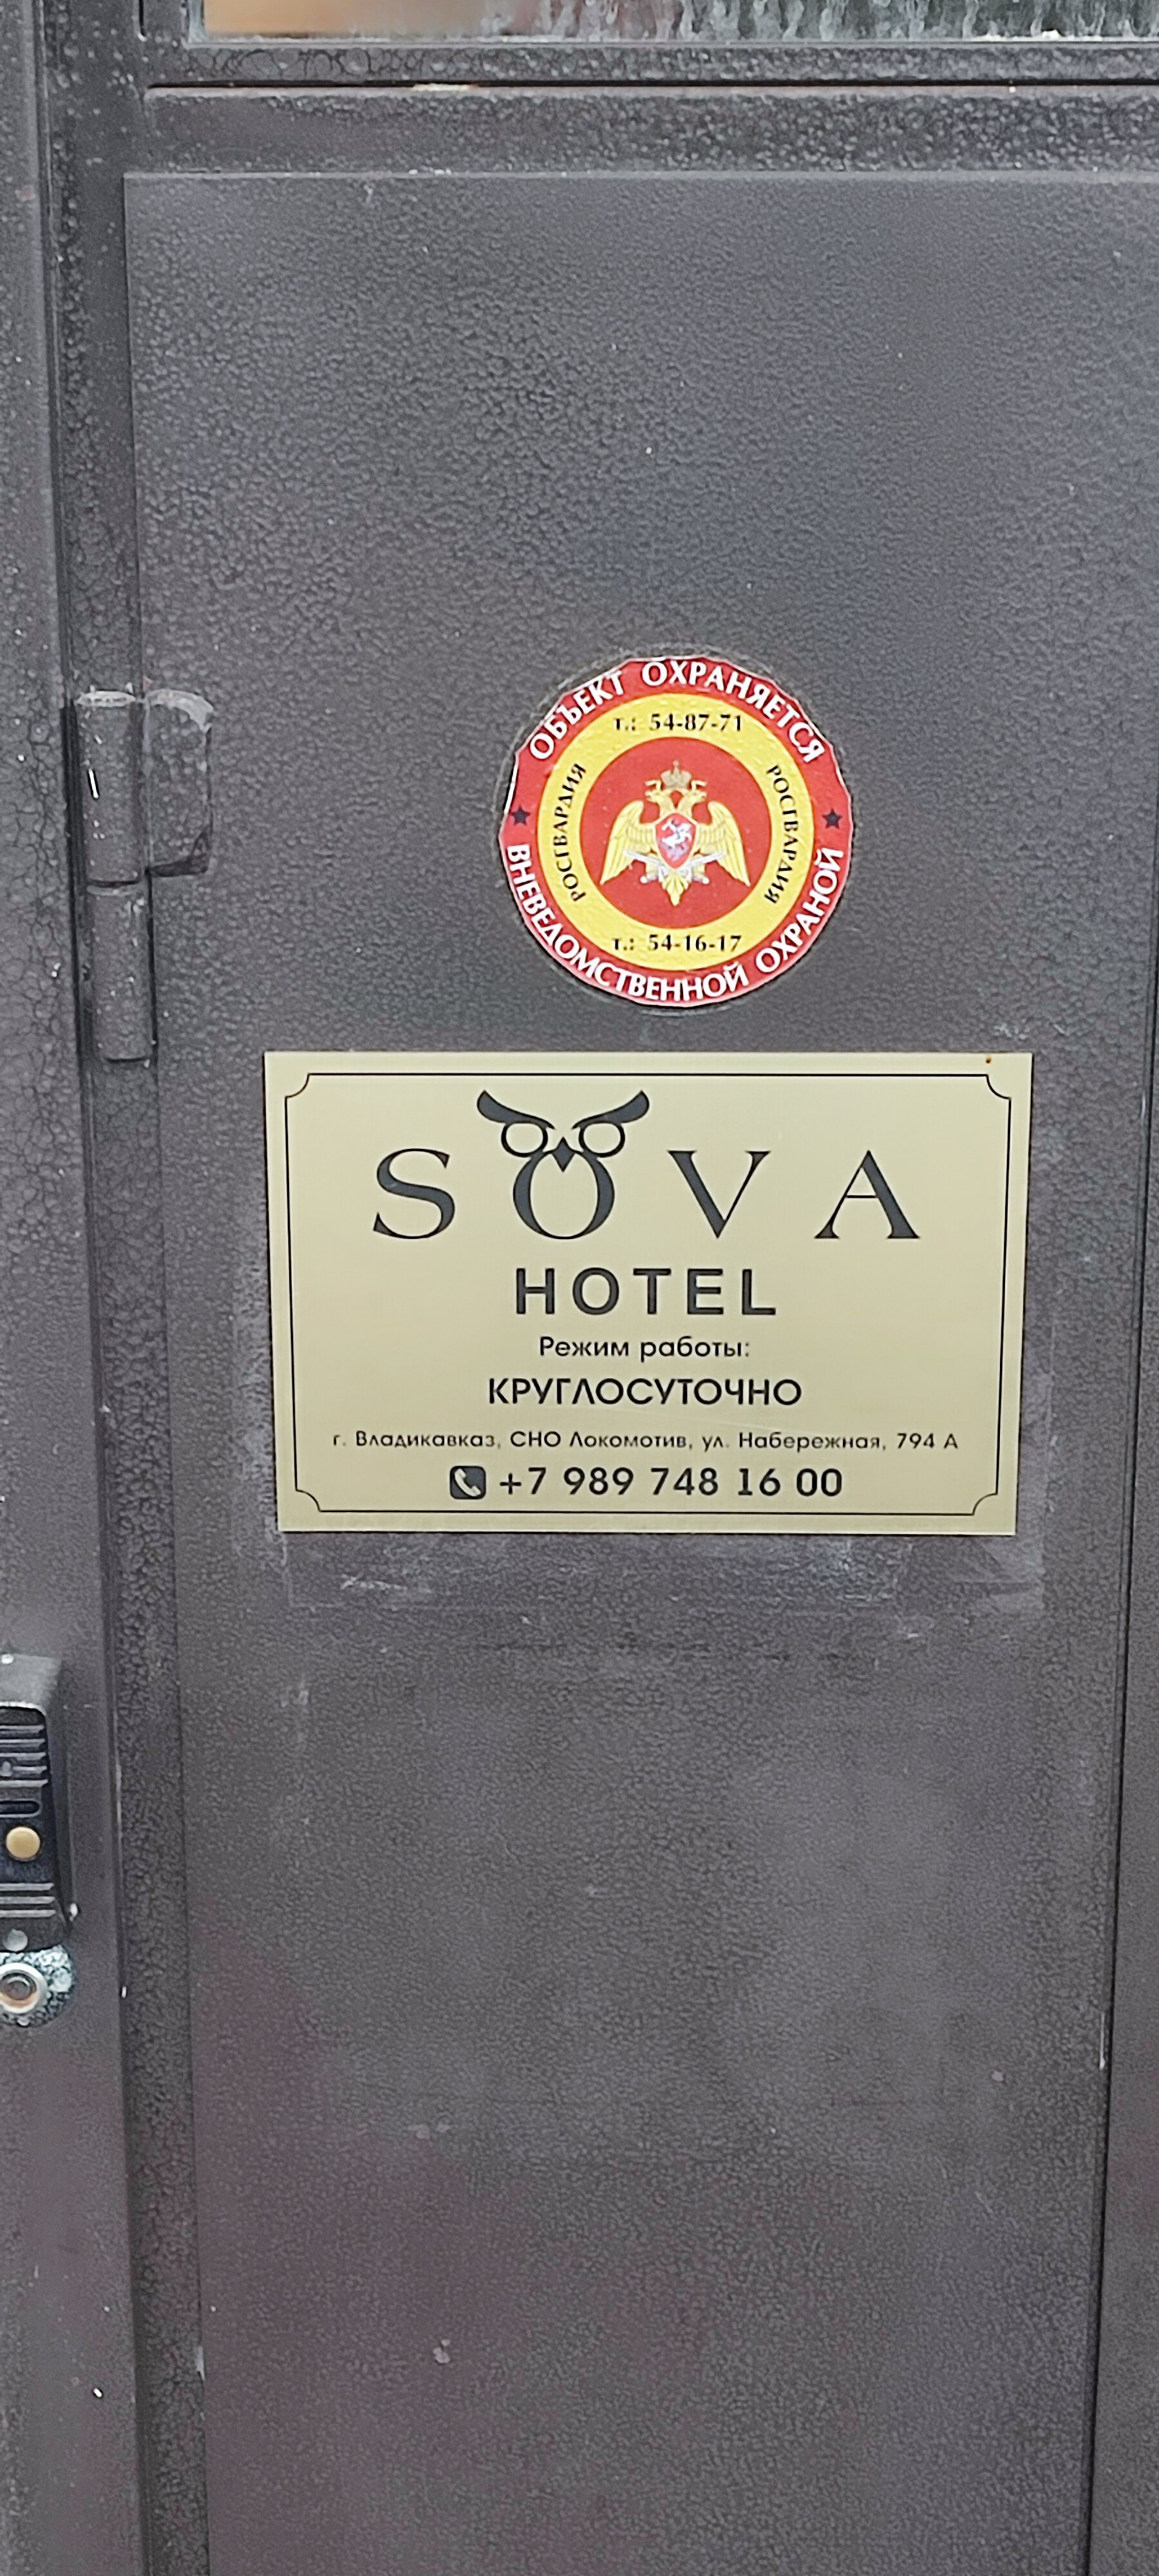 ОБЪЕКТ ОХРАНЯЕТСЯ
т.: 54-87-71
РОСГВАРДИЯ
РОСГВАРДИЯ
т.: 54-16-17
ВНЕВЕДОМСТВЕННОЙ ОХРАНОЙ
SOVA
HOTEL
Режим работы:
КРУГЛОСУТОЧНО
г. Владикавказ, СНО Локомотив, ул. Набережная, 794 А
+7 989 748 16 00